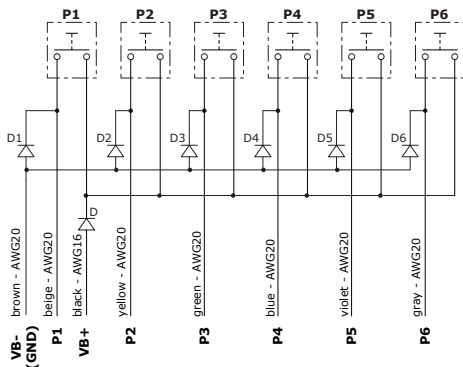 P1 P2 P3 P4 P5 P6
D1 D2 D3 D4 D5 D6
D
brown - AWG20
beige - AWG20
black - AWG16
yellow - AWG20
green - AWG20
blue - AWG20
violet - AWG20
gray - AWG20
VB-
(GND)
P1
VB+
P2
P3
P4
P5
P6